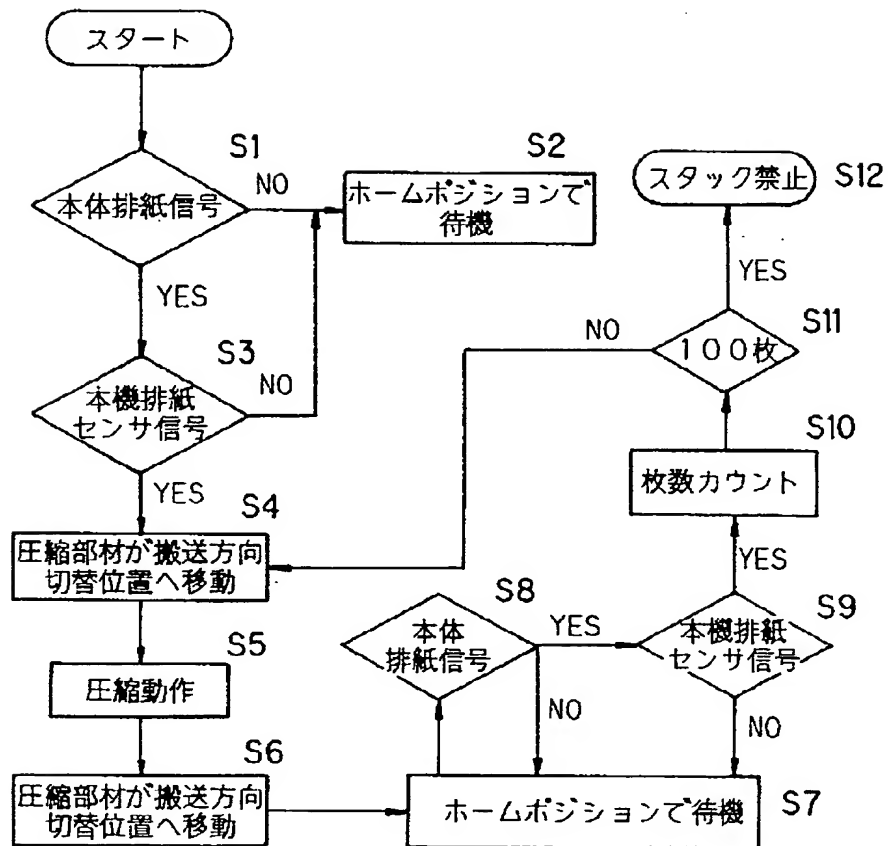 スタート
S1
本体排紙信号
NO
YES
S2
ホームポジションで
待機
S3
本機排紙
センサ信号
NO
YES
S4
圧縮部材が搬送方向
切替位置へ移動
S5
圧縮動作
S6
圧縮部材が搬送方向
切替位置へ移動
S7
ホームポジションで待機
S8
本体
排紙信号
YES
NO
S9
本機排紙
センサ信号
YES
NO
S10
枚数カウント
S11
100枚
NO
YES
スタック禁止
S12